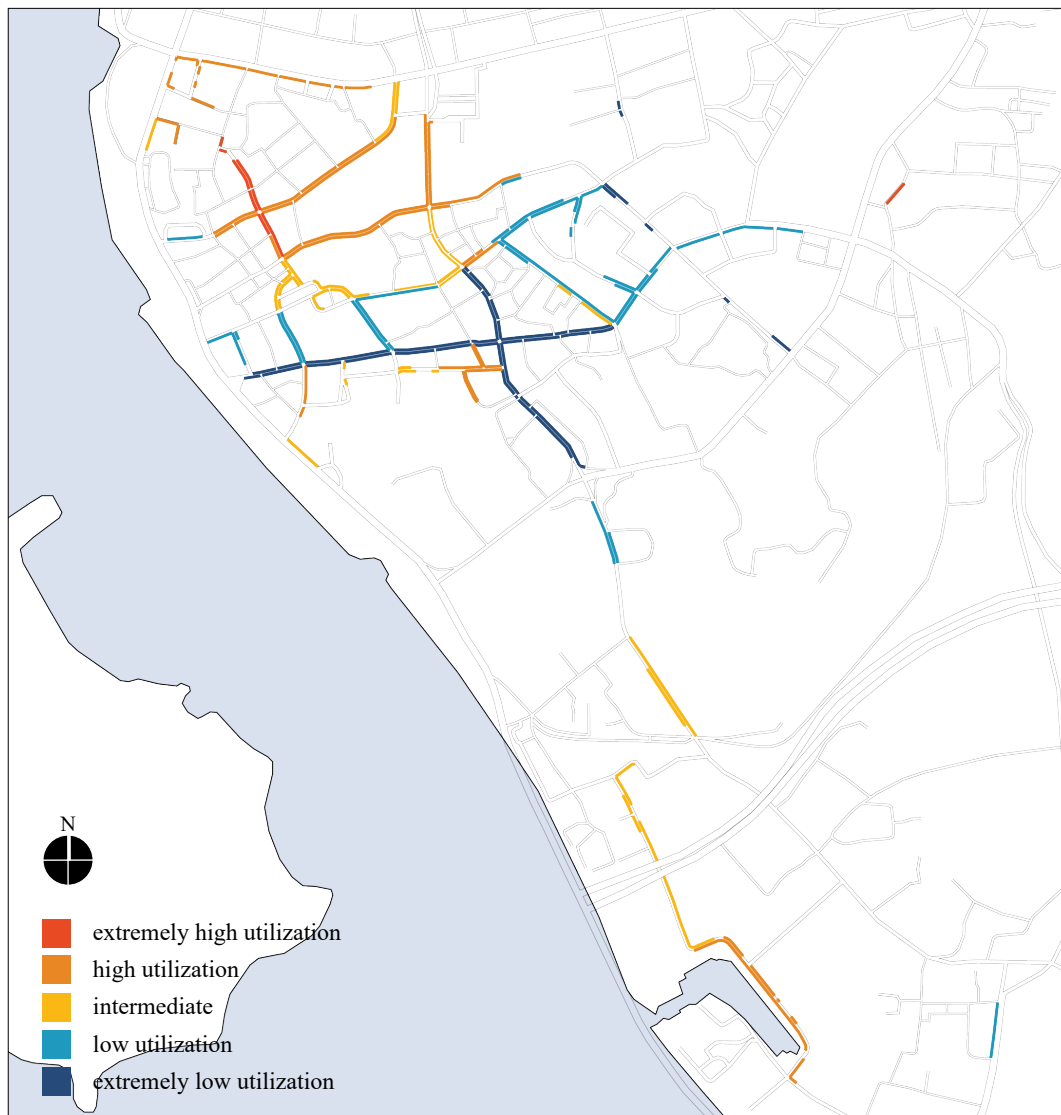 N
extremely high utilization
high utilization
intermediate
low utilization
extremely low utilization